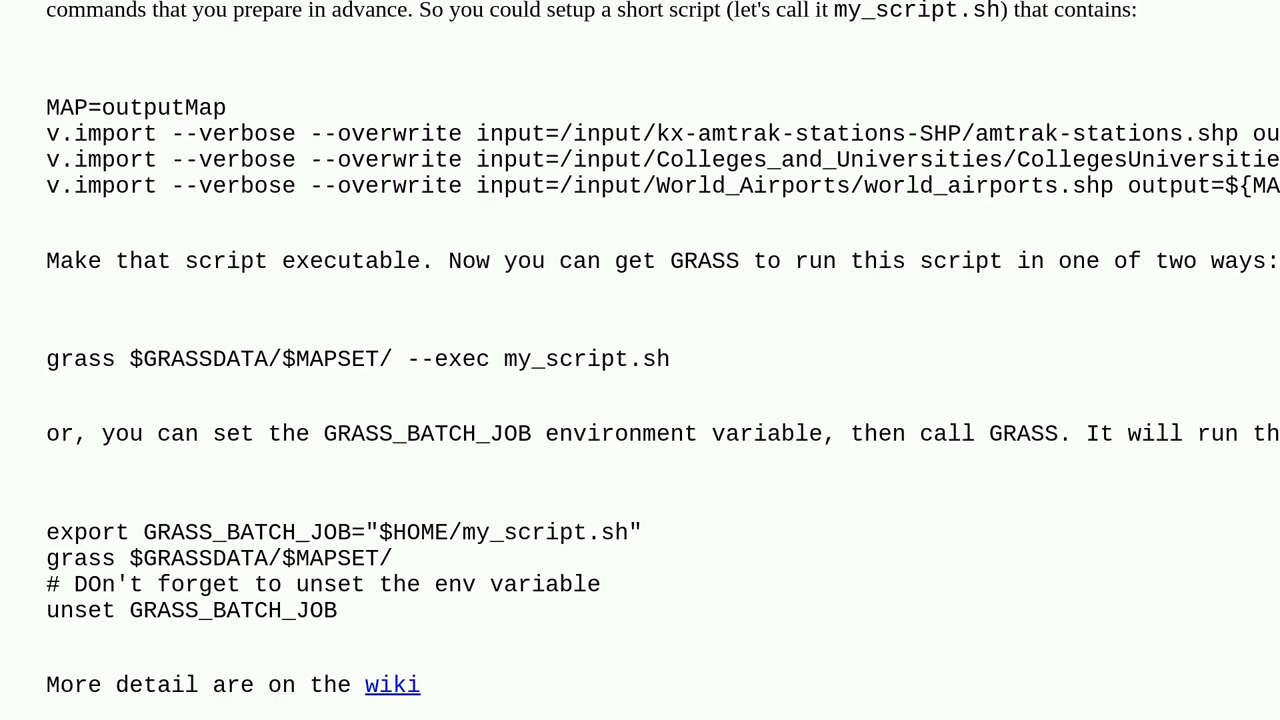 commands that you prepare in advance. So you could setup a short script (let's call it my_script.sh) that contains:
MAP=outputMap
v.import --verbose --overwrite input=/input/kx-amtrak-stations-SHP/amtrak-stations.shp ou
v.import --verbose --overwrite input=/input/Colleges_and_Universities/CollegesUniversitie
v.import --verbose --overwrite input=/input/World_Airports/world_airports.shp output=${MA
Make that script executable. Now you can get GRASS to run this script in one of two ways:
grass $GRASSDATA/$MAPSET/ --exec my_script.sh
or, you can set the GRASS_BATCH_JOB environment variable, then call GRASS. It will run th
export GRASS_BATCH_JOB="$HOME/my_script.sh"
grass $GRASSDATA/$MAPSET/
# DOn't forget to unset the env variable
unset GRASS_BATCH_JOB
More detail are on the wiki